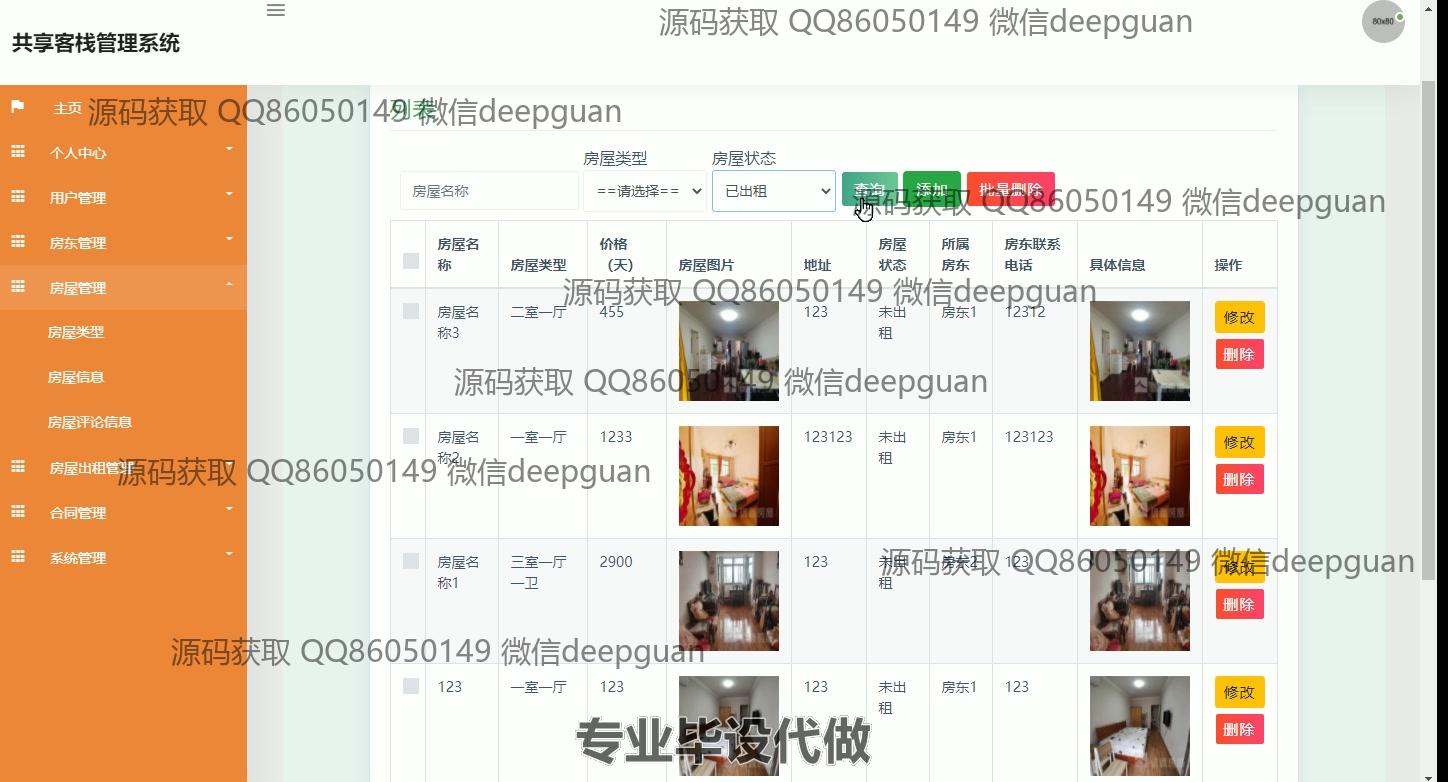 源码获取 QQ86050149 微信deepguan
80x80
共享客栈管理系统
主页
源码获取 QQ86050149 微信deepguan
列表
个人中心
用户管理
房东管理
房屋管理
房屋类型
房屋信息
房屋评论信息
房屋出租管理
合同管理
系统管理
房屋类型
房屋状态
房屋名称
==请选择==
已出租
查询
添加
批量删除
源码获取 QQ86050149 微信deepguan
房屋名称 房屋类型 价格(天) 房屋图片 地址 房屋状态 所属房东 房东联系电话 具体信息 操作
源码获取 QQ86050149 微信deepguan
房屋名称3 二室一厅 455 123 未出租 房东1 12312 修改 删除
源码获取 QQ86050149 微信deepguan
房屋名称2 一室一厅 1233 123123 未出租 房东1 123123 修改 删除
源码获取 QQ86050149 微信deepguan
房屋名称1 三室一厅一卫 2900 123 未出租 房东2 123 修改 删除
源码获取 QQ86050149 微信deepguan
源码获取 QQ86050149 微信deepguan
123 一室一厅 123 123 未出租 房东1 123 修改 删除
专业毕设代做